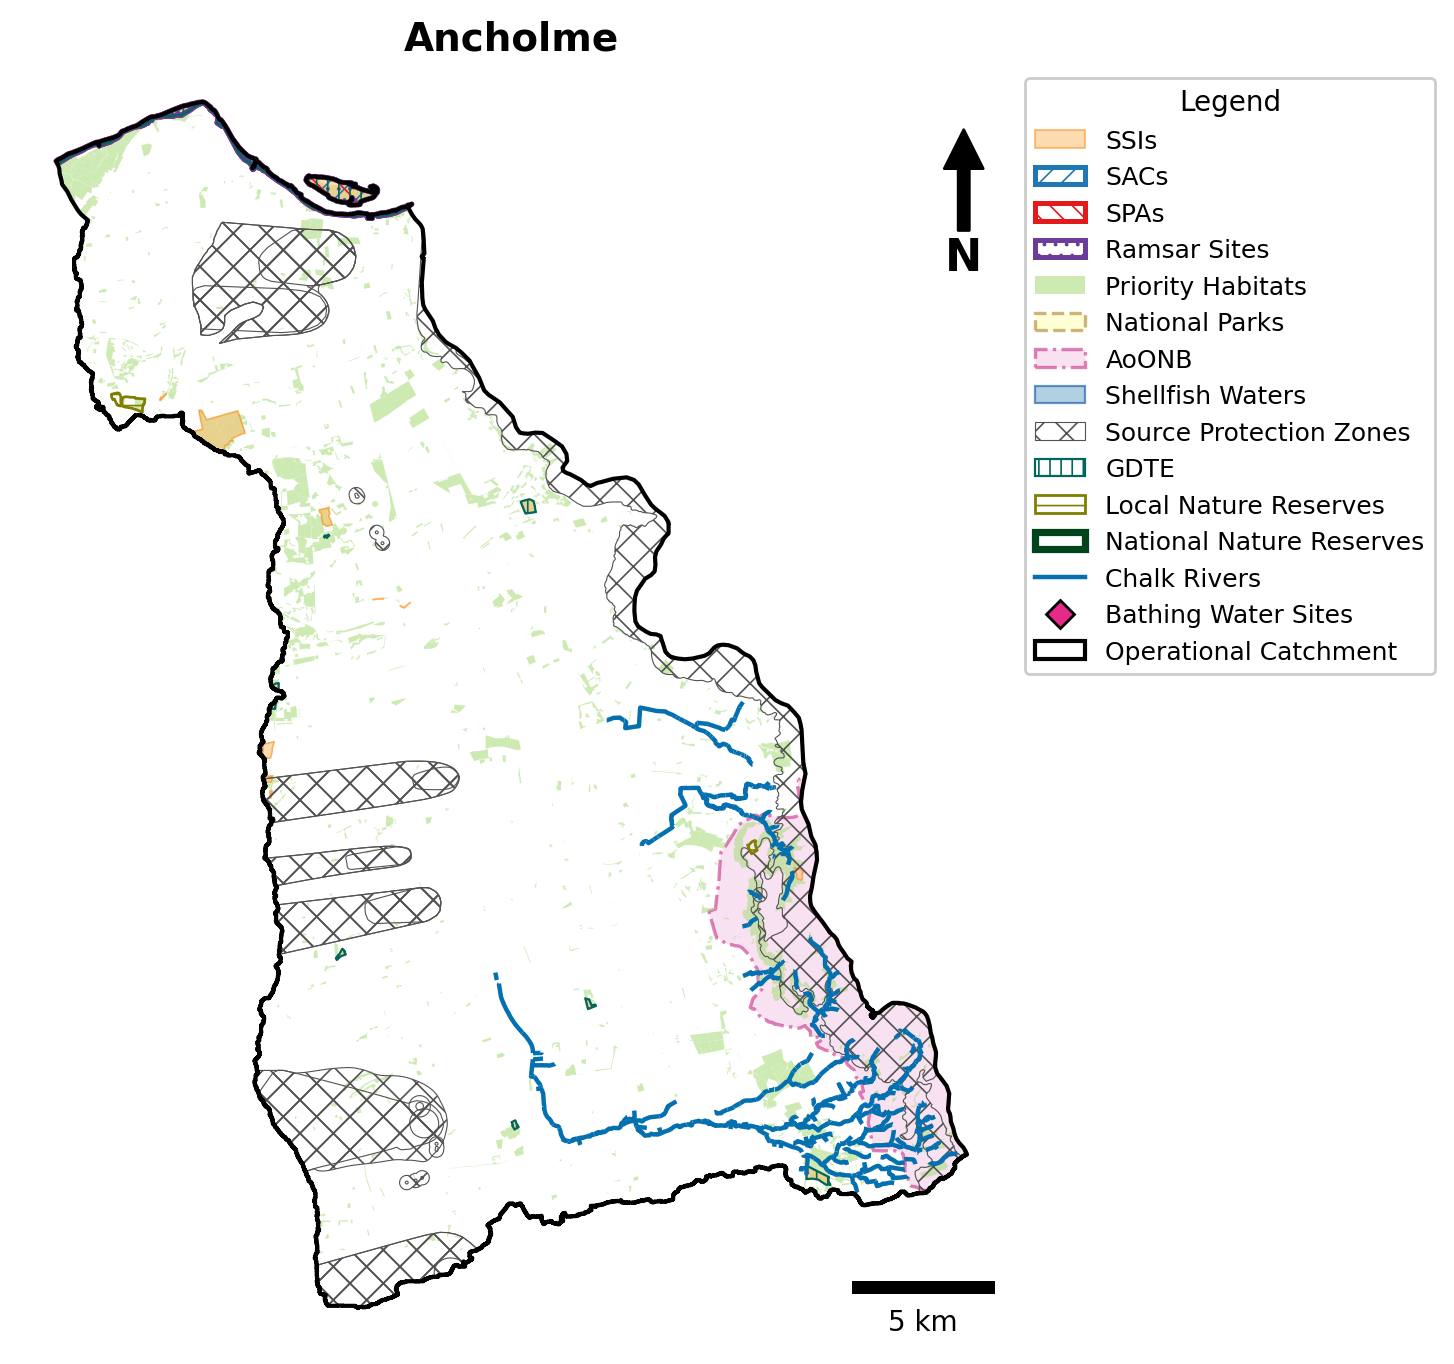 Ancholme
N
Legend
SSIs
SACs
SPAs
Ramsar Sites
Priority Habitats
National Parks
AoONB
Shellfish Waters
Source Protection Zones
GDTE
Local Nature Reserves
National Nature Reserves
Chalk Rivers
Bathing Water Sites
Operational Catchment
5 km